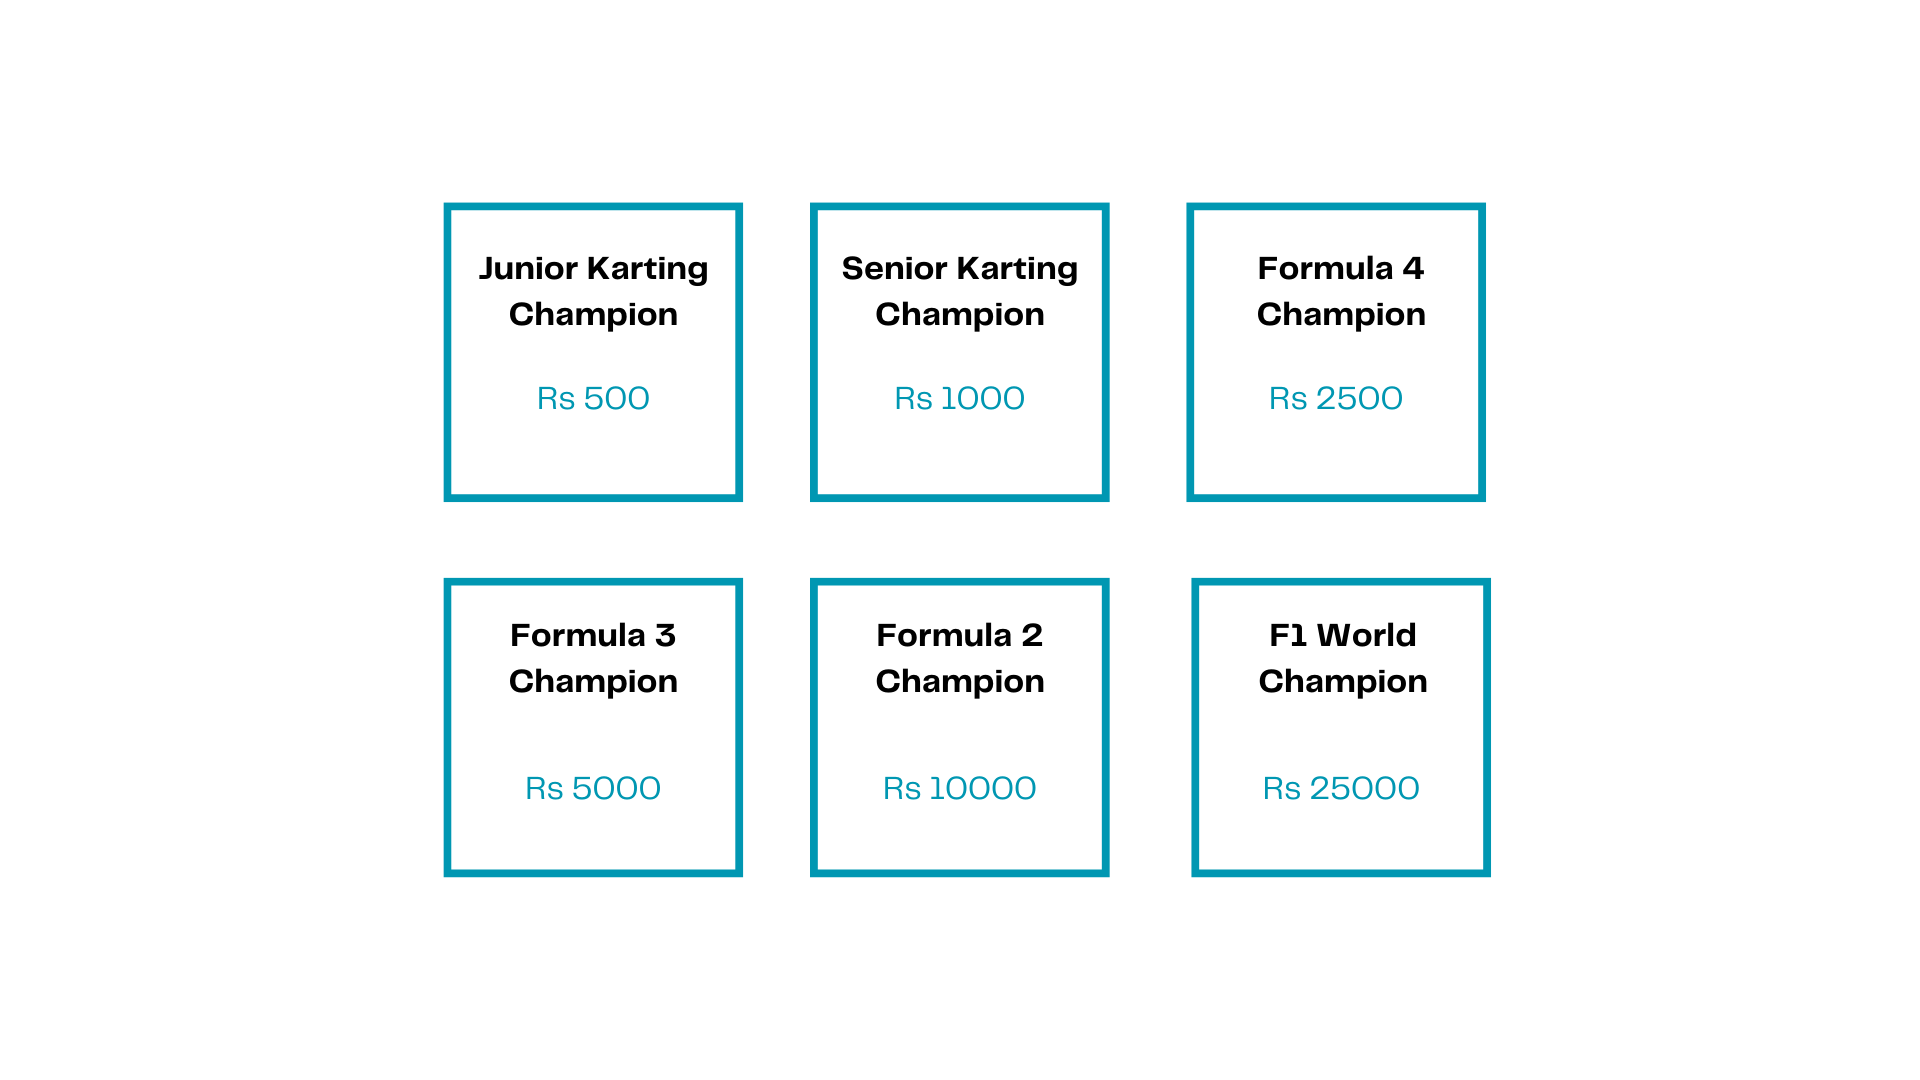 Junior Karting
Champion
Rs 500
Senior Karting
Champion
Rs 1000
Formula 4
Champion
Rs 2500
Formula 3
Champion
Rs 5000
Formula 2
Champion
Rs 10000
F1 World
Champion
Rs 25000